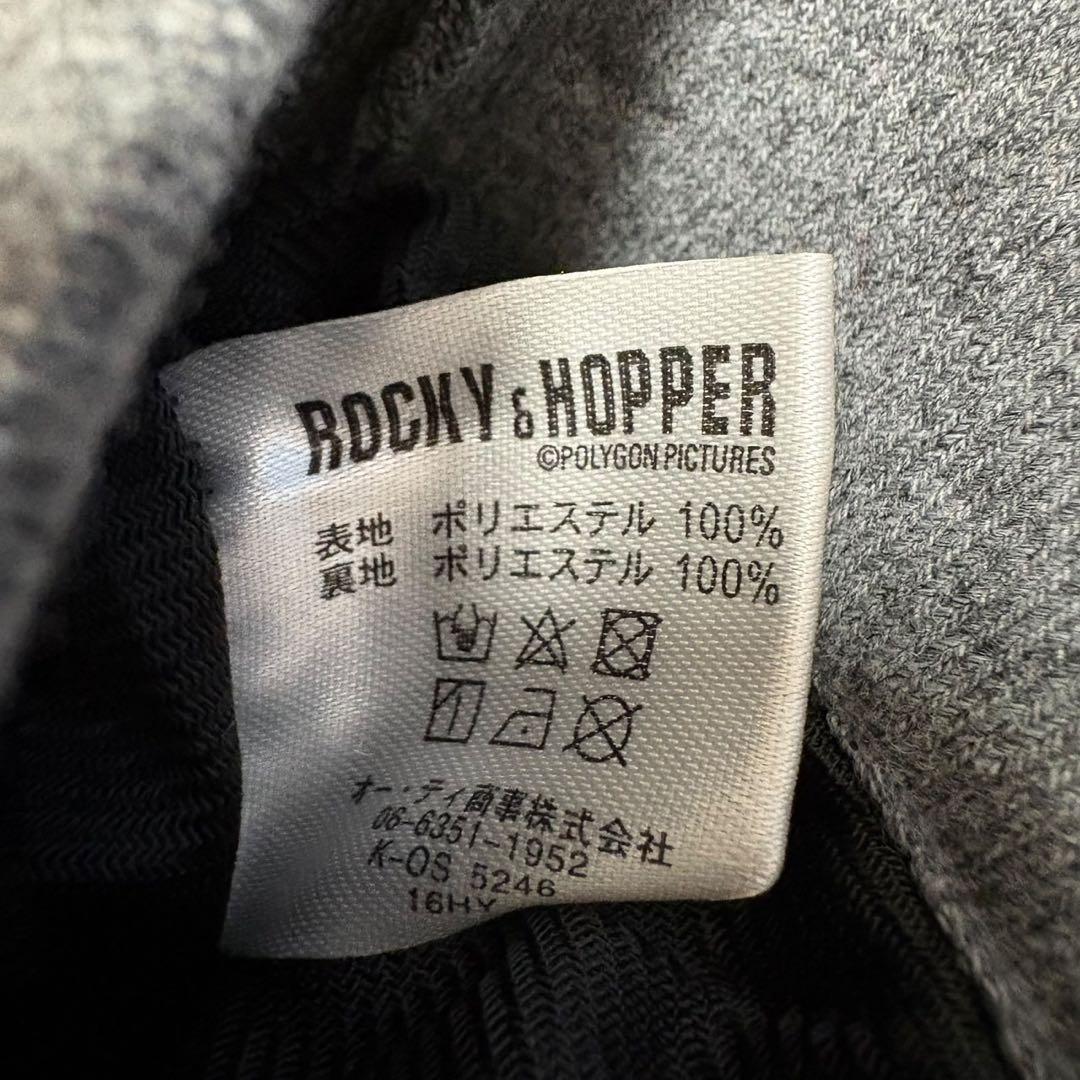 ROCKY & HOPPER
©POLYGON PICTURES
表地 ポリエステル 100%
裏地 ポリエステル 100%
オー・ティ商事株式会社
06-6351-1952
K-OS 5246
16HY